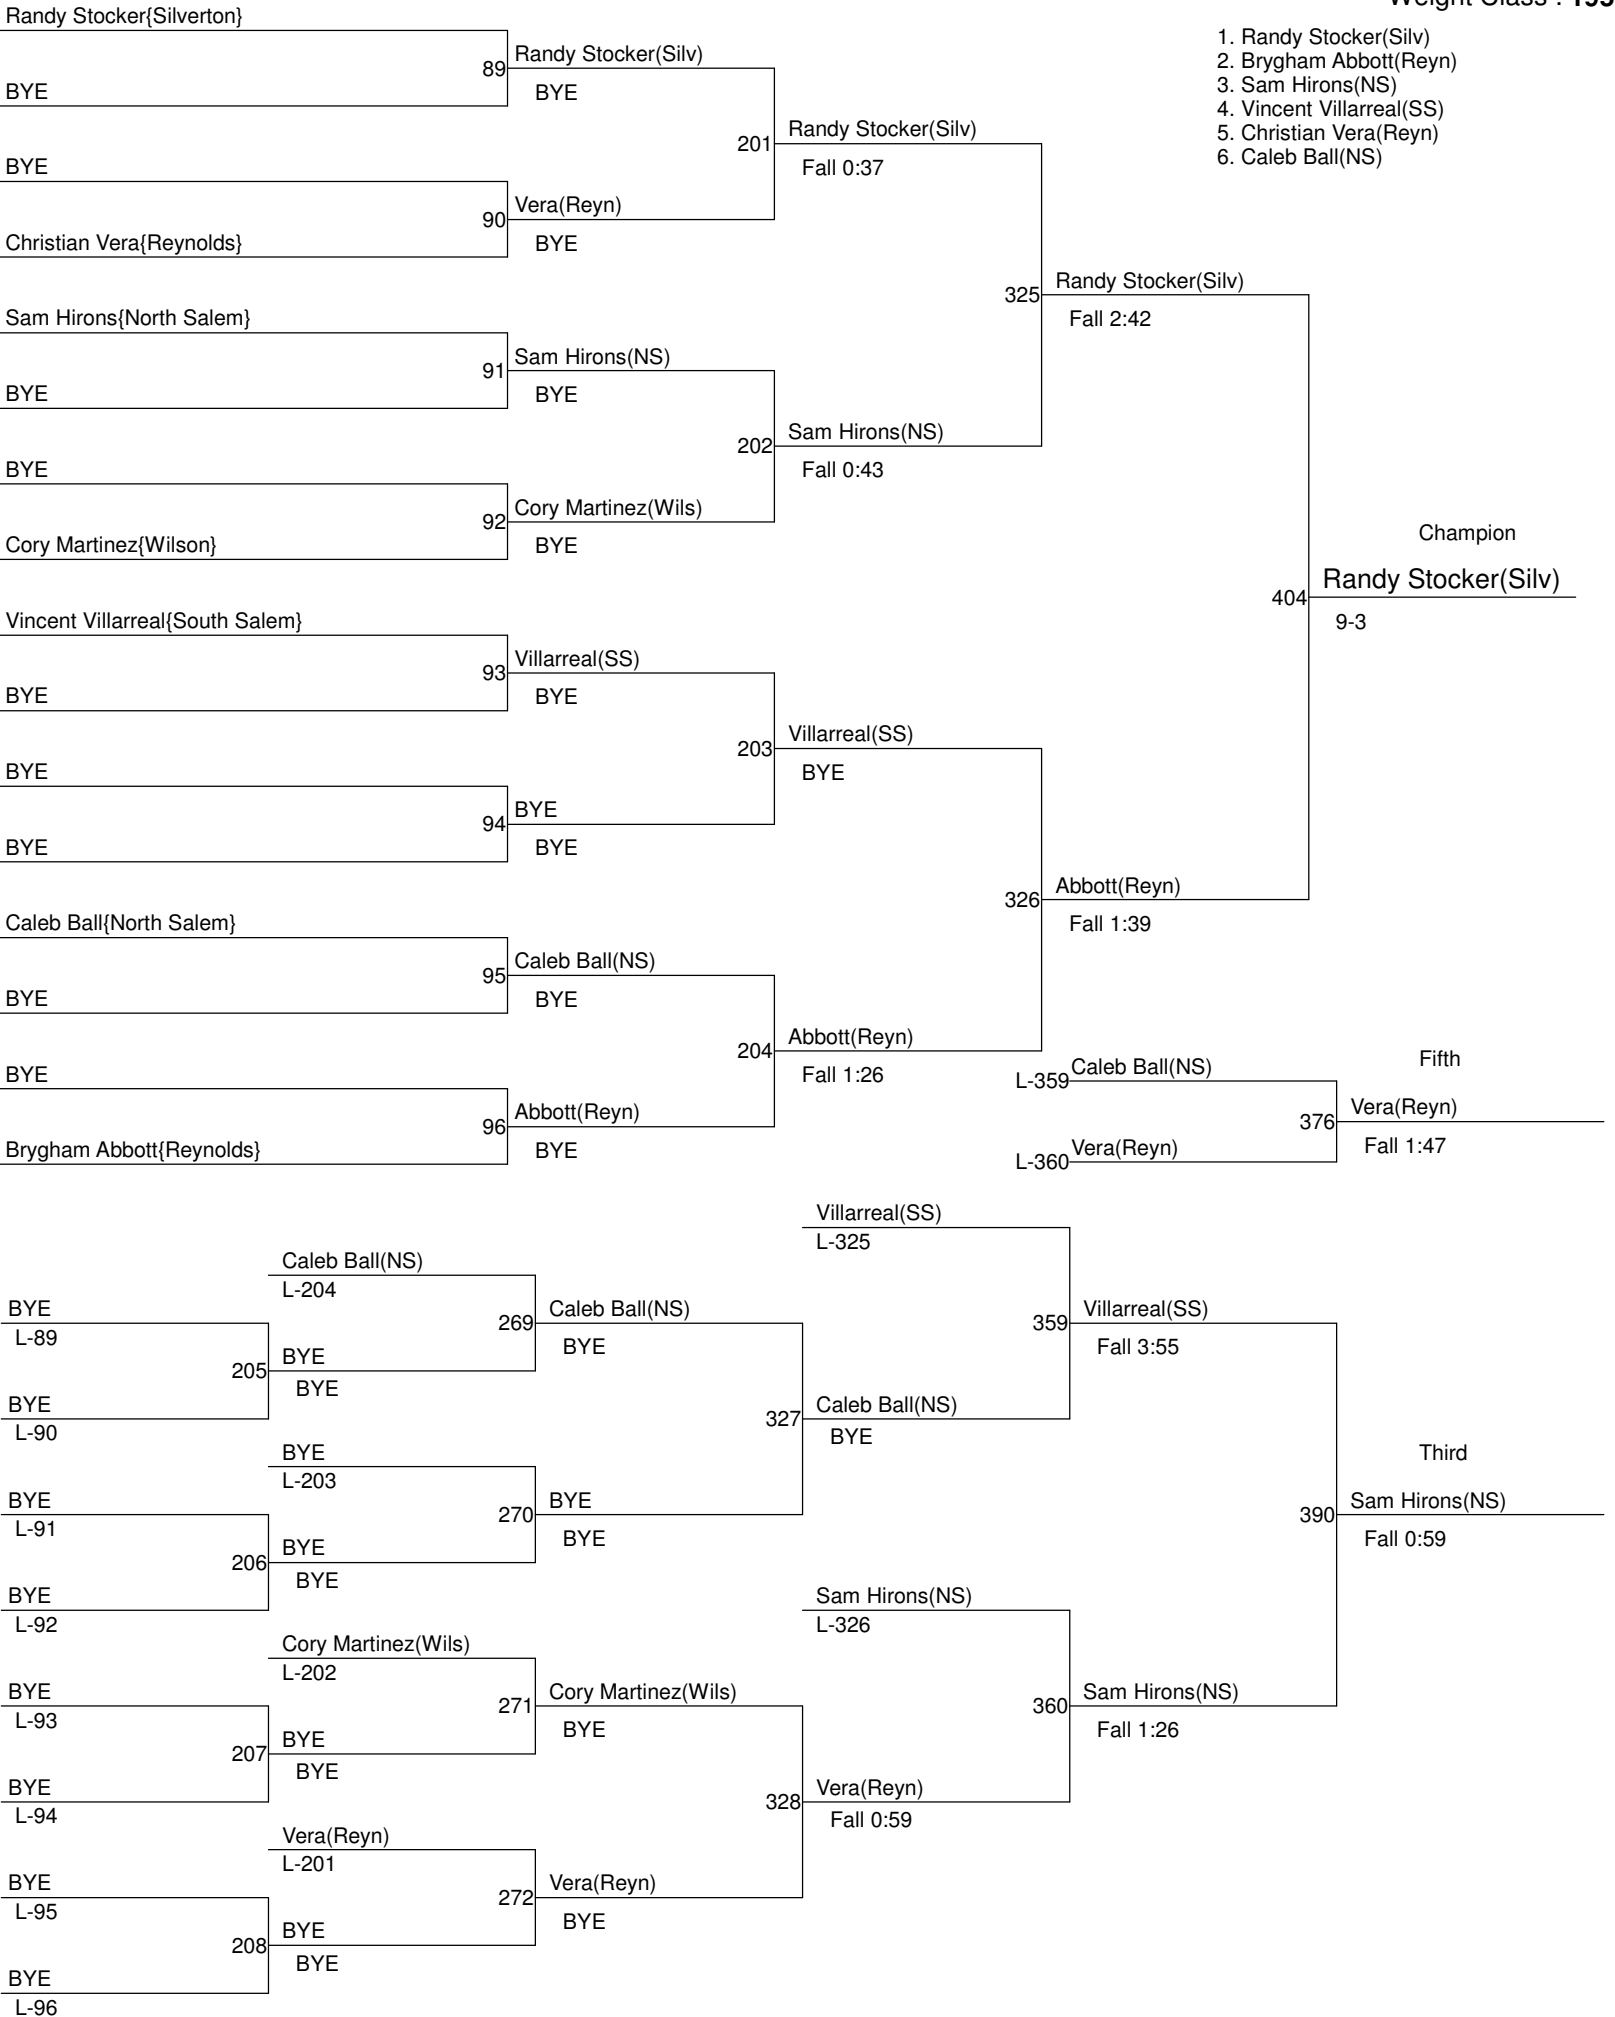 Weight Class :
Randy Stocker{Silverton}
1. Randy Stocker(Silv)
2. Brygham Abbott(Reyn)
3. Sam Hirons(NS)
4. Vincent Villarreal(SS)
5. Christian Vera(Reyn)
6. Caleb Ball(NS)
89
Randy Stocker(Silv)
BYE
BYE
201
Randy Stocker(Silv)
Fall 0:37
BYE
90
Vera(Reyn)
BYE
Christian Vera{Reynolds}
325
Randy Stocker(Silv)
Fall 2:42
Sam Hirons{North Salem}
91
Sam Hirons(NS)
BYE
BYE
202
Sam Hirons(NS)
Fall 0:43
BYE
92
Cory Martinez(Wils)
BYE
Cory Martinez{Wilson}
Champion
404
Randy Stocker(Silv)
9-3
Vincent Villarreal{South Salem}
93
Villarreal(SS)
BYE
BYE
203
Villarreal(SS)
BYE
BYE
94
BYE
BYE
BYE
326
Abbott(Reyn)
Fall 1:39
Caleb Ball{North Salem}
95
Caleb Ball(NS)
BYE
BYE
204
Abbott(Reyn)
Fall 1:26
BYE
96
Abbott(Reyn)
BYE
Brygham Abbott{Reynolds}
Fifth
L-359
Caleb Ball(NS)
376
Vera(Reyn)
Fall 1:47
L-360
Vera(Reyn)
Villarreal(SS)
L-325
Caleb Ball(NS)
L-204
BYE
L-89
269
Caleb Ball(NS)
BYE
359
Villarreal(SS)
Fall 3:55
205
BYE
BYE
BYE
L-90
327
Caleb Ball(NS)
BYE
BYE
L-203
Third
BYE
L-91
270
BYE
BYE
390
Sam Hirons(NS)
Fall 0:59
206
BYE
BYE
BYE
L-92
Sam Hirons(NS)
L-326
Cory Martinez(Wils)
L-202
BYE
L-93
271
Cory Martinez(Wils)
BYE
360
Sam Hirons(NS)
Fall 1:26
207
BYE
BYE
BYE
L-94
328
Vera(Reyn)
Fall 0:59
Vera(Reyn)
L-201
BYE
L-95
272
Vera(Reyn)
BYE
208
BYE
BYE
BYE
L-96